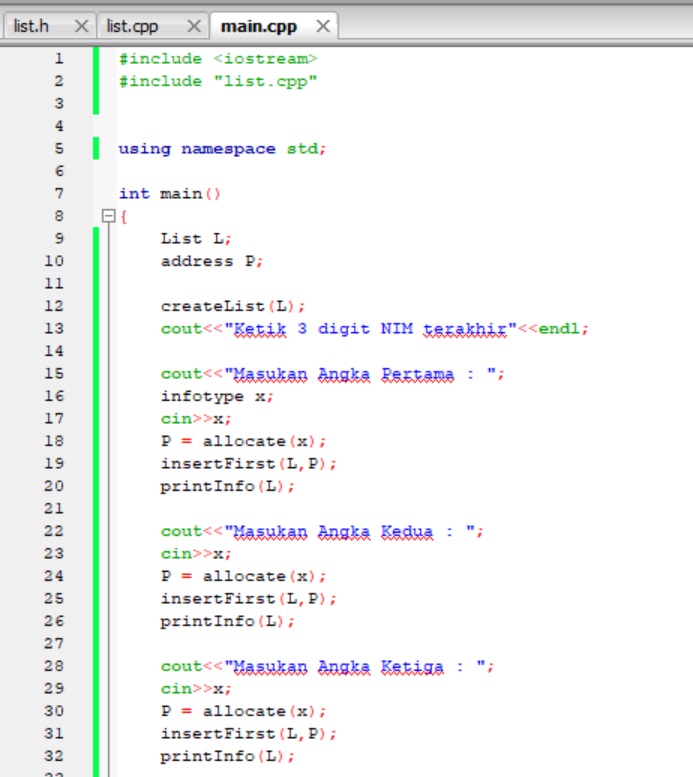 list.h × list.cpp × main.cpp ×
1 #include <iostream>
2 #include "list.cpp"
3
4
5 using namespace std;
6
7 int main()
8 {
9 List L;
10 address P;
11
12 createList(L);
13 cout<<"Ketik 3 digit NIM terakhir"<<endl;
14
15 cout<<"Masukan Angka Pertama : ";
16 infotype x;
17 cin>>x;
18 P = allocate(x);
19 insertFirst(L,P);
20 printInfo(L);
21
22 cout<<"Masukan Angka Kedua : ";
23 cin>>x;
24 P = allocate(x);
25 insertFirst(L,P);
26 printInfo(L);
27
28 cout<<"Masukan Angka Ketiga : ";
29 cin>>x;
30 P = allocate(x);
31 insertFirst(L,P);
32 printInfo(L);